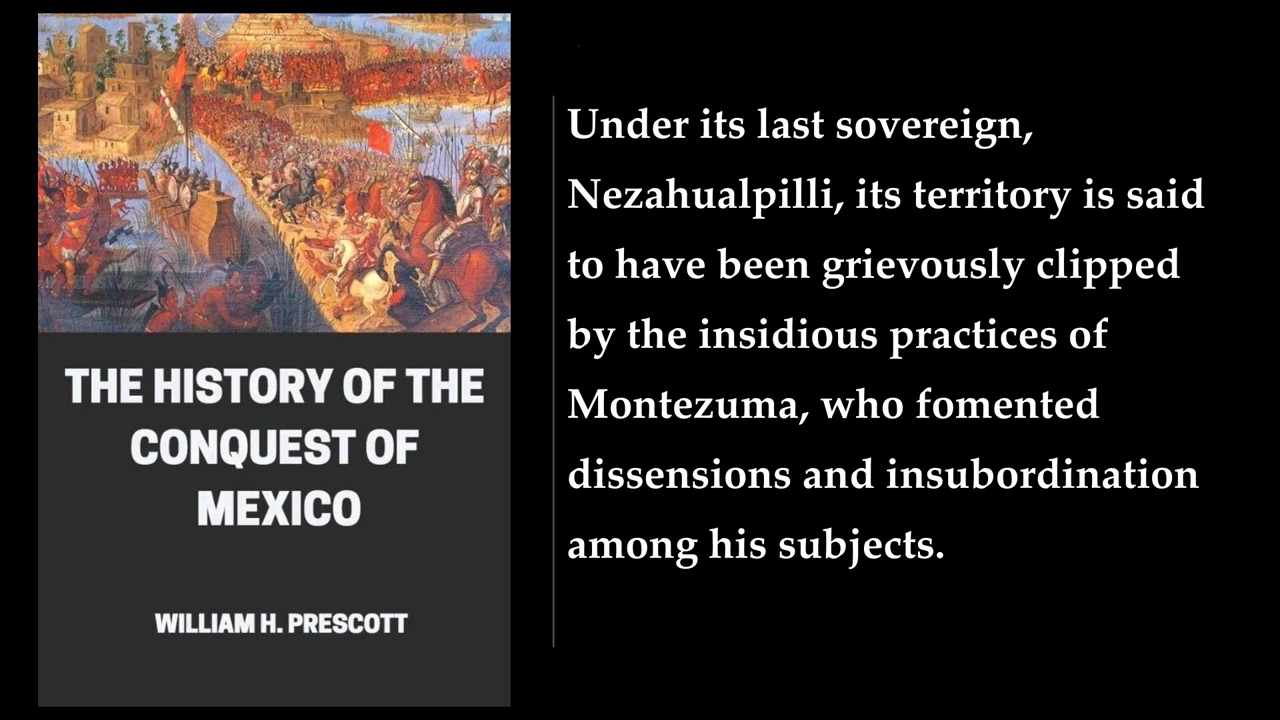 THE HISTORY OF THE
CONQUEST OF
MEXICO
WILLIAM H. PRESCOTT
Under its last sovereign,
Nezahualpilli, its territory is said
to have been grievously clipped
by the insidious practices of
Montezuma, who fomented
dissensions and insubordination
among his subjects.